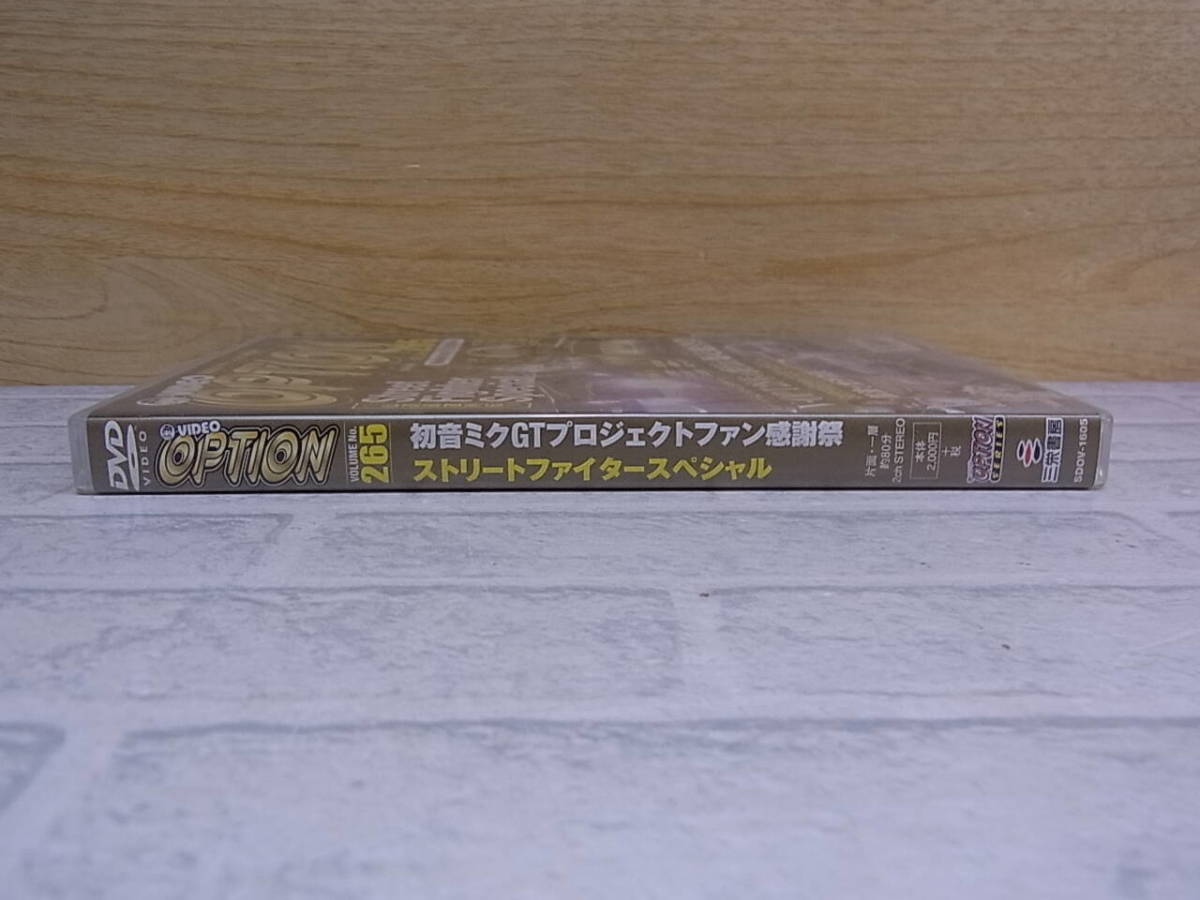 DVD
VIDEO
VIDEO
OPTION
VOLUME No.
265
初音ミクGTプロジェクトファン感謝祭
ストリートファイタースペシャル
片面・一層
約80分
2ch STEREO
本体
2,000円
+税
OPTION
SERIES
三栄書房